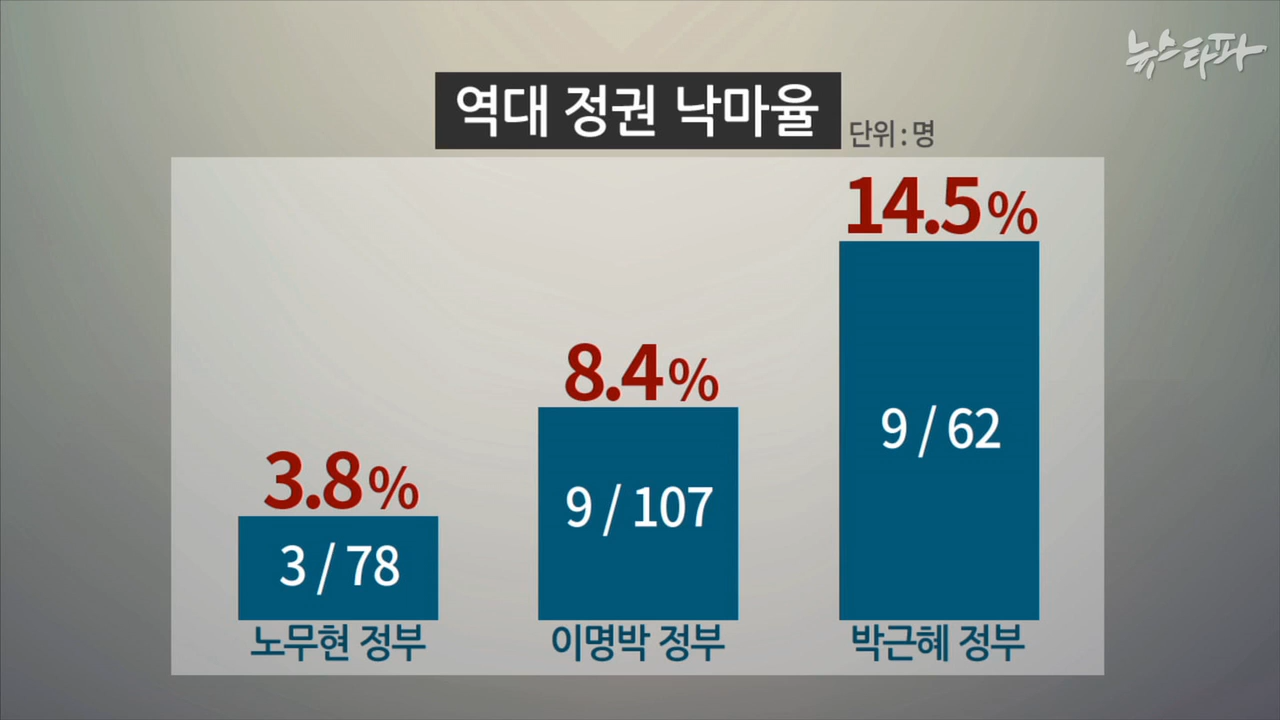 뉴스타파
역대 정권 낙마율
단위 : 명
14.5%
8.4%
3.8%
9 / 62
9 / 107
3 / 78
노무현 정부
이명박 정부
박근혜 정부